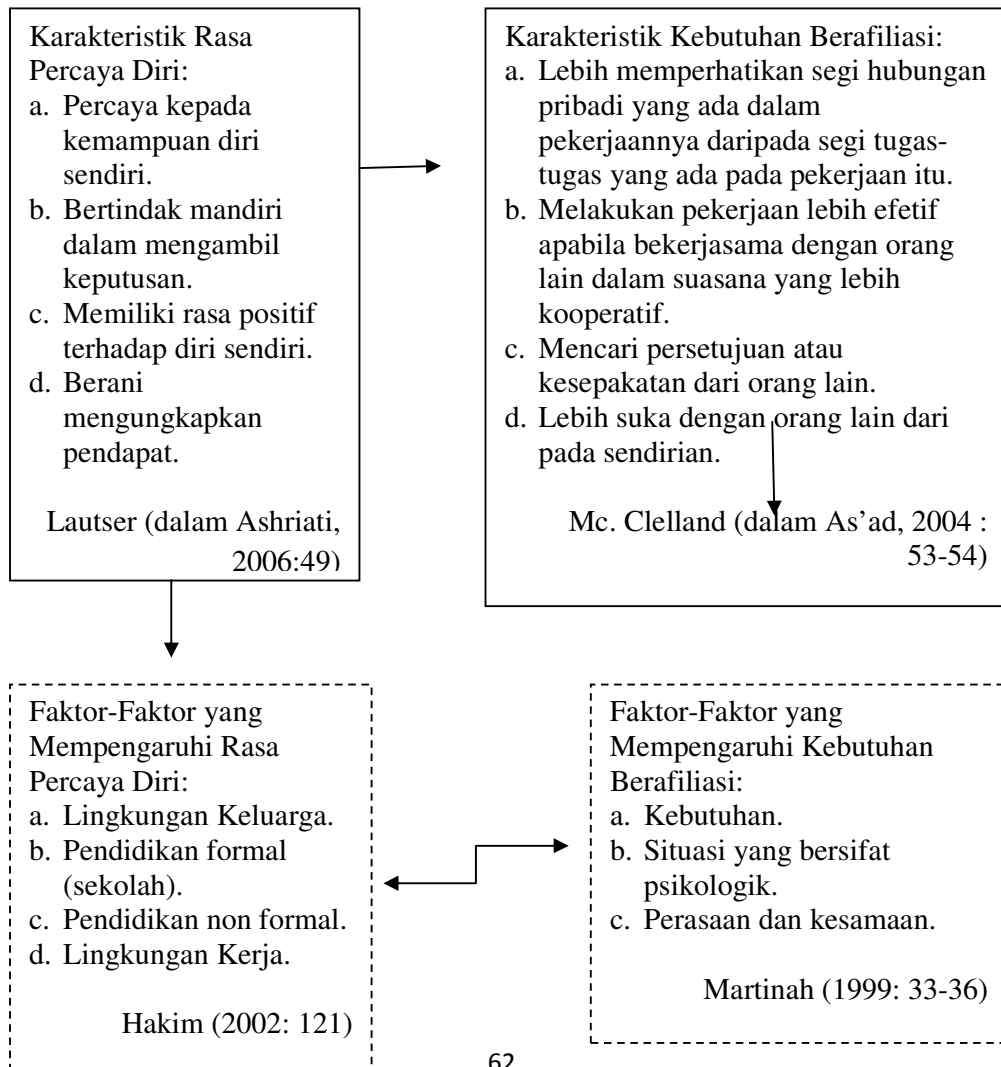 Karakteristik Rasa
Percaya Diri:
a. Percaya kepada
kemampuan diri
sendiri.
b. Bertindak mandiri
dalam mengambil
keputusan.
c. Memiliki rasa positif
terhadap diri sendiri.
d. Berani
mengungkapkan
pendapat.
Lautser (dalam Ashriati,
2006:49)
Karakteristik Kebutuhan Berafiliasi:
a. Lebih memperhatikan segi hubungan
pribadi yang ada dalam
pekerjaannya daripada segi tugas-
tugas yang ada pada pekerjaan itu.
b. Melakukan pekerjaan lebih efetif
apabila bekerjasama dengan orang
lain dalam suasana yang lebih
kooperatif.
c. Mencari persetujuan atau
kesepakatan dari orang lain.
d. Lebih suka dengan orang lain dari
pada sendirian.
Mc. Clelland (dalam As’ad, 2004 :
53-54)
Faktor-Faktor yang
Mempengaruhi Rasa
Percaya Diri:
a. Lingkungan Keluarga.
b. Pendidikan formal
(sekolah).
c. Pendidikan non formal.
d. Lingkungan Kerja.
Hakim (2002: 121)
Faktor-Faktor yang
Mempengaruhi Kebutuhan
Berafiliasi:
a. Kebutuhan.
b. Situasi yang bersifat
psikologik.
c. Perasaan dan kesamaan.
Martinah (1999: 33-36)
62